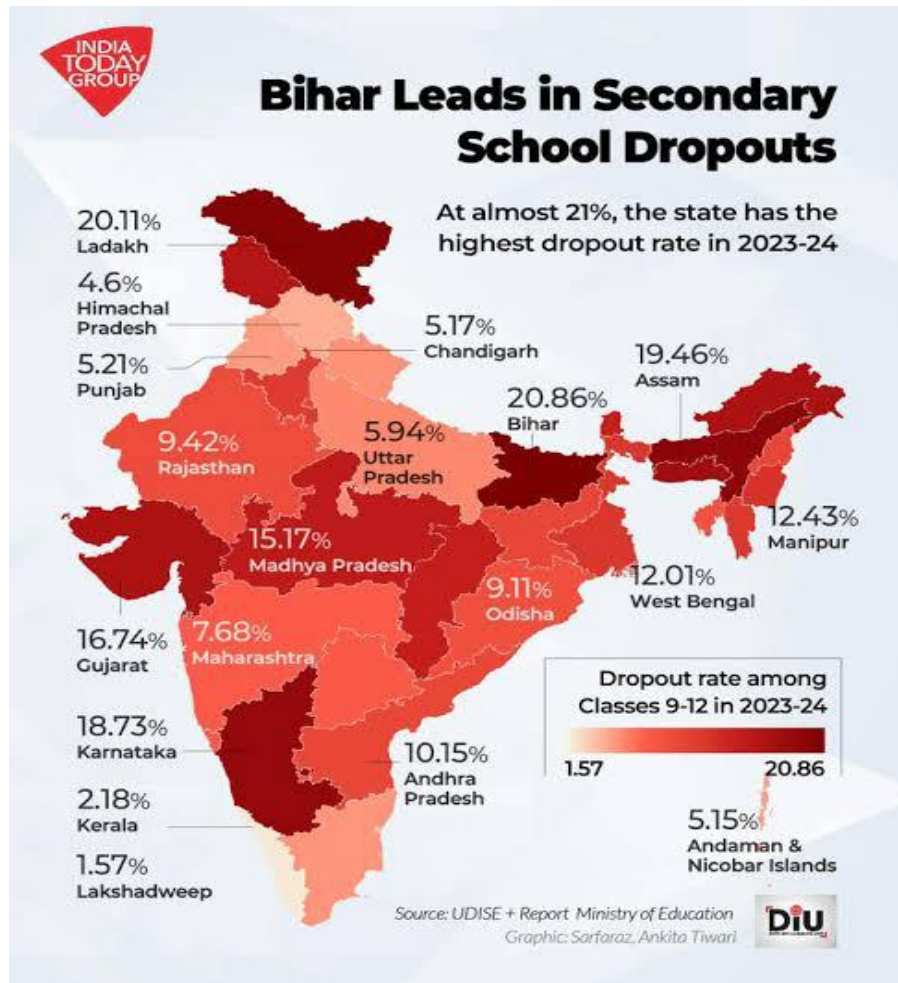 INDIA
TODAY
GROUP
Bihar Leads in Secondary
School Dropouts
At almost 21%, the state has the
highest dropout rate in 2023-24
20.11%
Ladakh
4.6%
Himachal
Pradesh
5.21%
Punjab
5.17%
Chandigarh
19.46%
Assam
20.86%
Bihar
5.94%
Uttar
Pradesh
9.42%
Rajasthan
15.17%
Madhya Pradesh
12.43%
Manipur
12.01%
West Bengal
9.11%
Odisha
16.74%
Gujarat
7.68%
Maharashtra
18.73%
Karnataka
10.15%
Andhra
Pradesh
2.18%
Kerala
1.57%
Lakshadweep
Dropout rate among
Classes 9-12 in 2023-24
1.57 20.86
5.15%
Andaman &
Nicobar Islands
Source: UDISE + Report Ministry of Education
Graphic: Sarfaraz, Ankita Tiwari
DIU